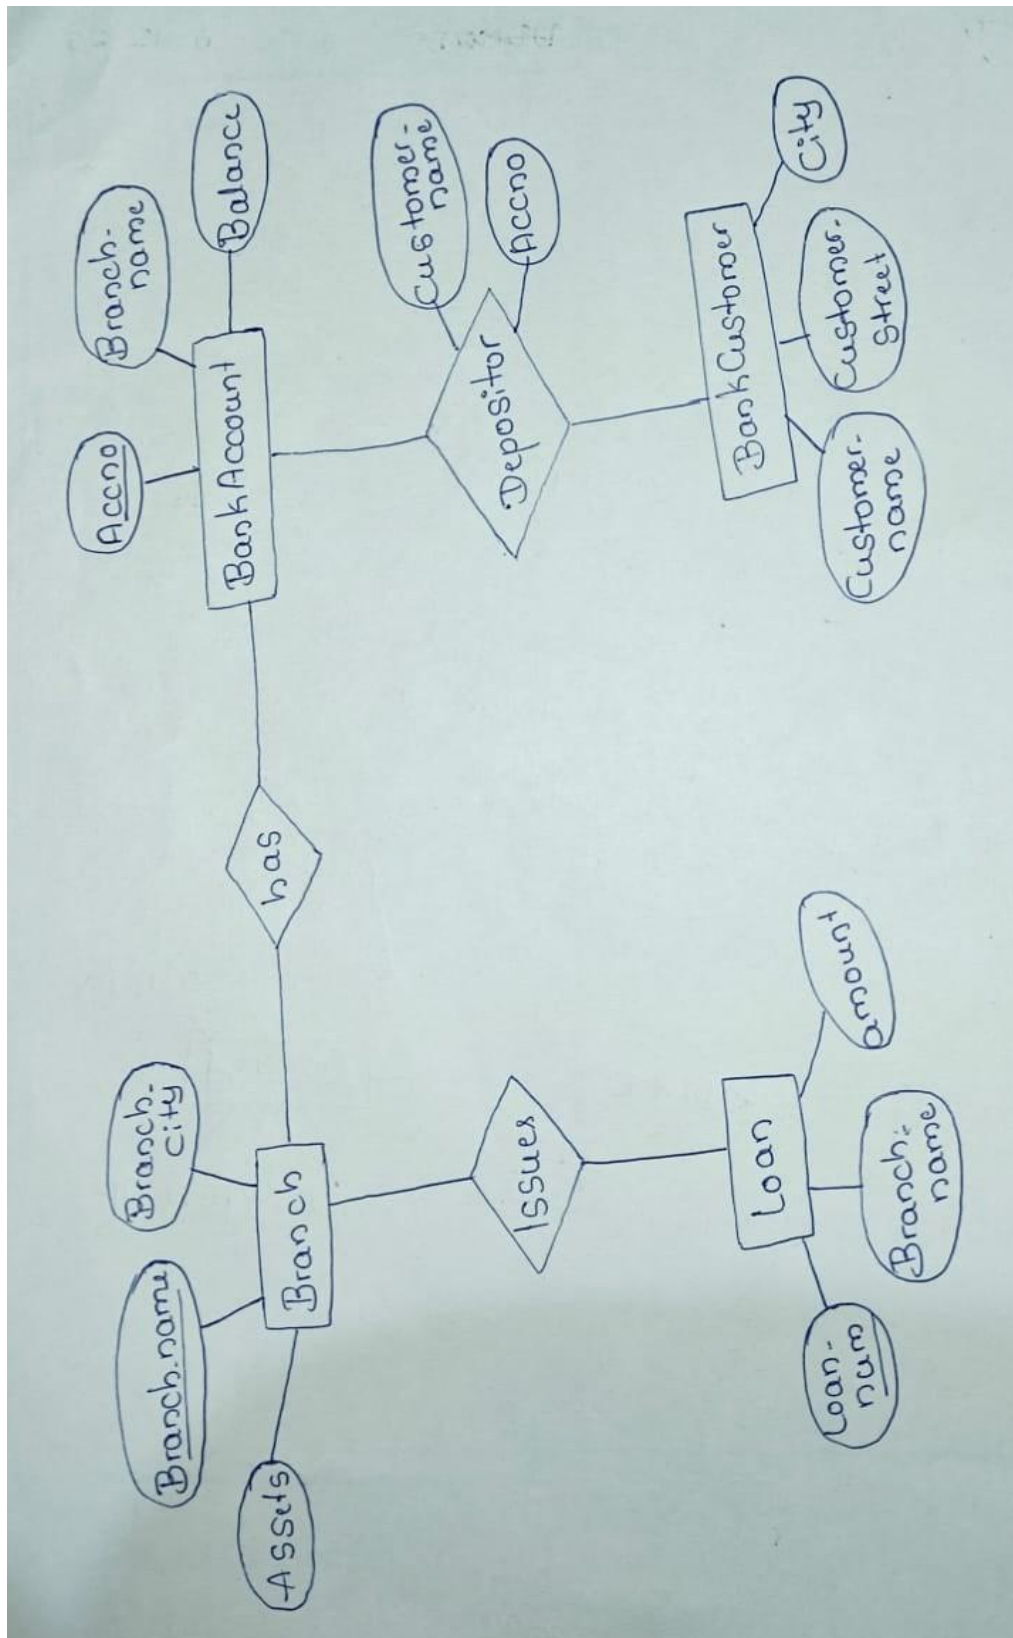 Branch-name
Branch-
city
Assets
Branch
has
Accno
Branch-
name
Balance
BankAccount
Issues
Depositor
Customer-
name
Accno
Loan
Loan-
num
Branch-
name
amount
BankCustomer
Customer-
name
Customer-
street
City